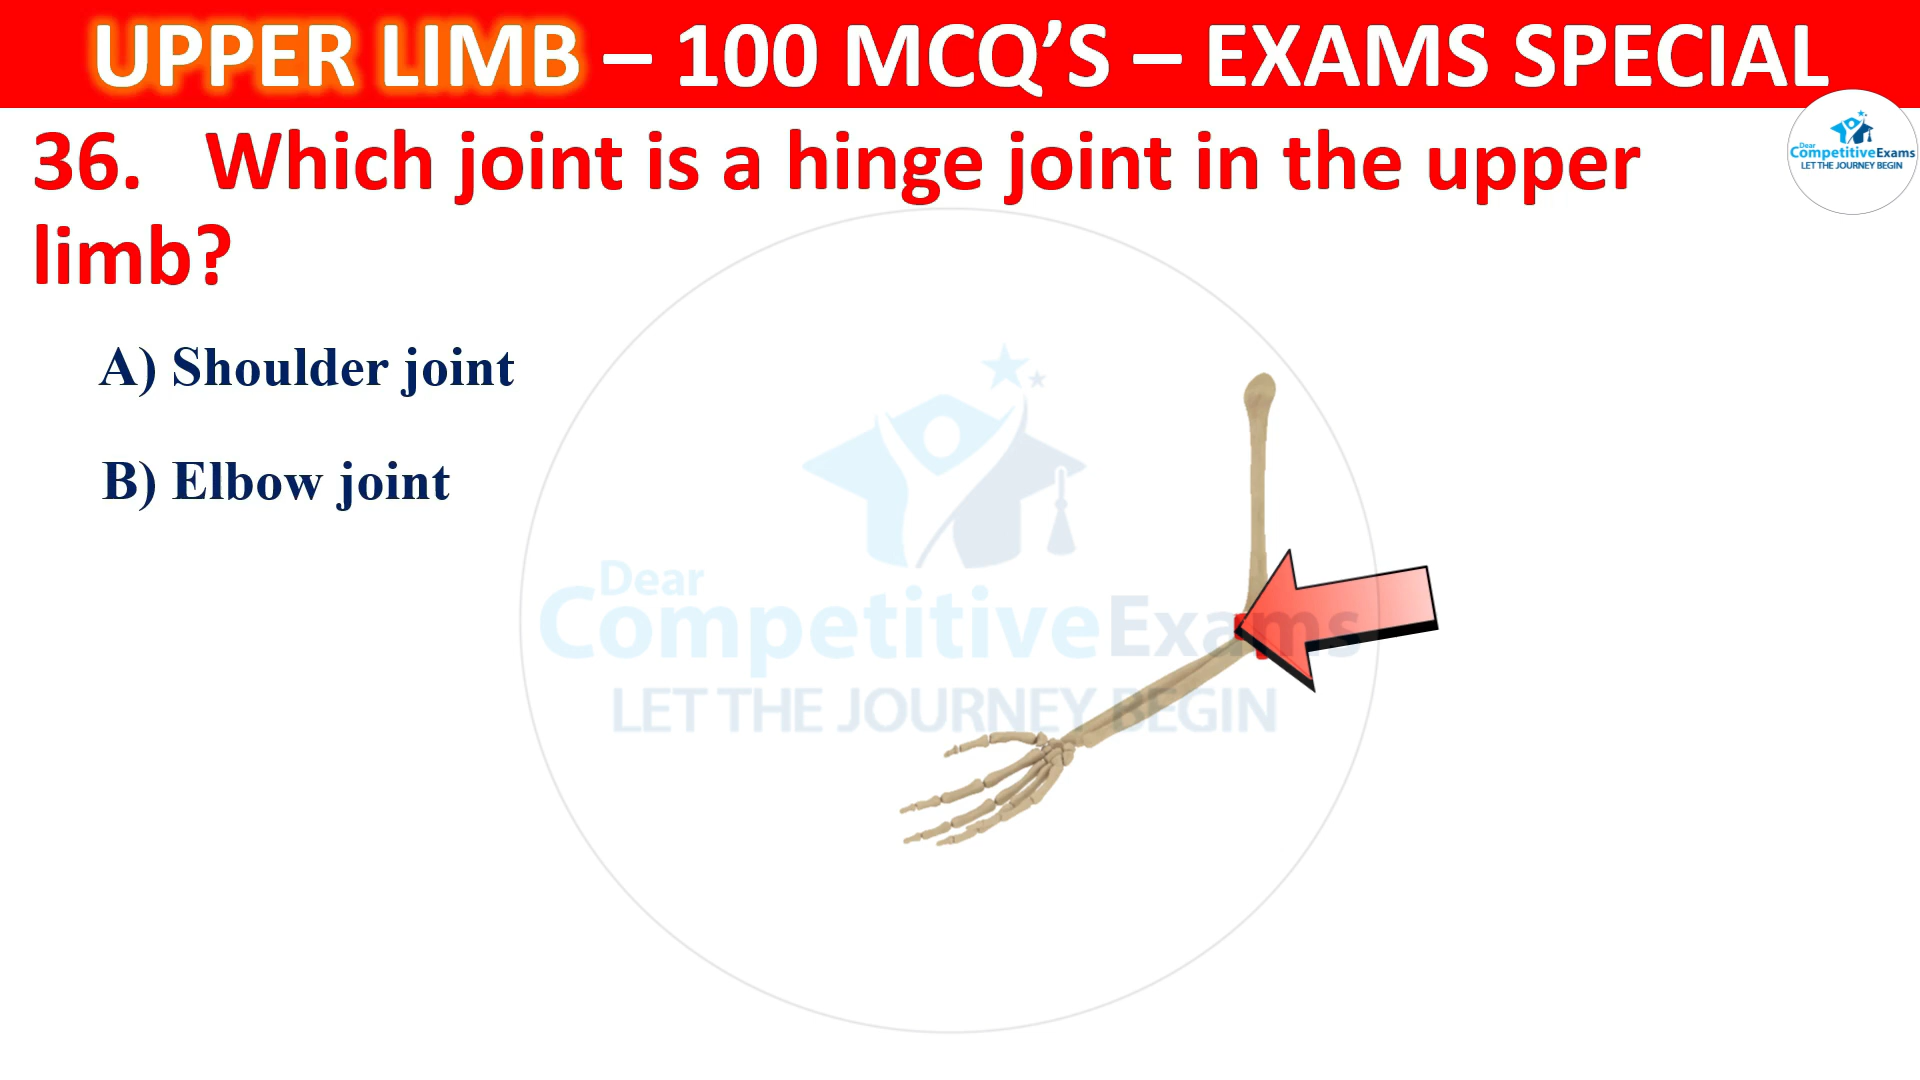 UPPER LIMB – 100 MCQ’S – EXAMS SPECIAL
Dear
CompetitiveExams
LET THE JOURNEY BEGIN
36. Which joint is a hinge joint in the upper
limb?
A) Shoulder joint
B) Elbow joint
Dear
CompetitiveExams
LET THE JOURNEY BEGIN